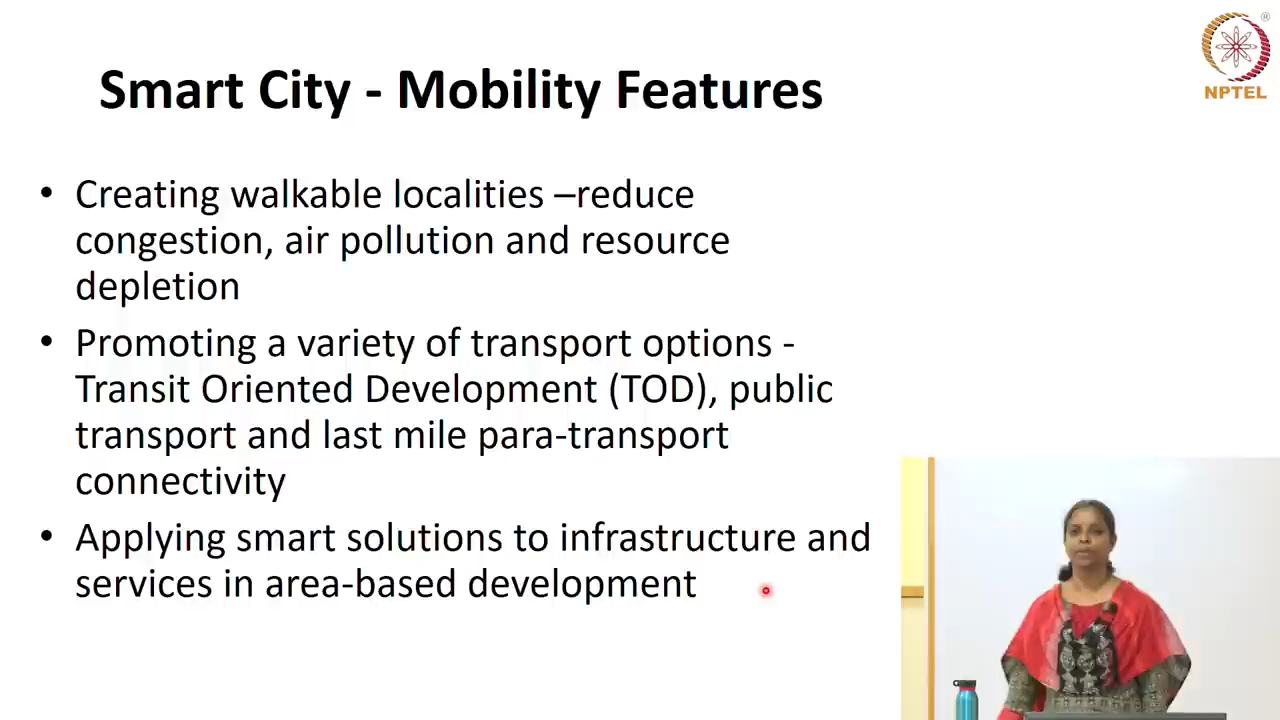 Smart City - Mobility Features
• Creating walkable localities –reduce
congestion, air pollution and resource
depletion
• Promoting a variety of transport options -
Transit Oriented Development (TOD), public
transport and last mile para-transport
connectivity
• Applying smart solutions to infrastructure and
services in area-based development
®
NPTEL